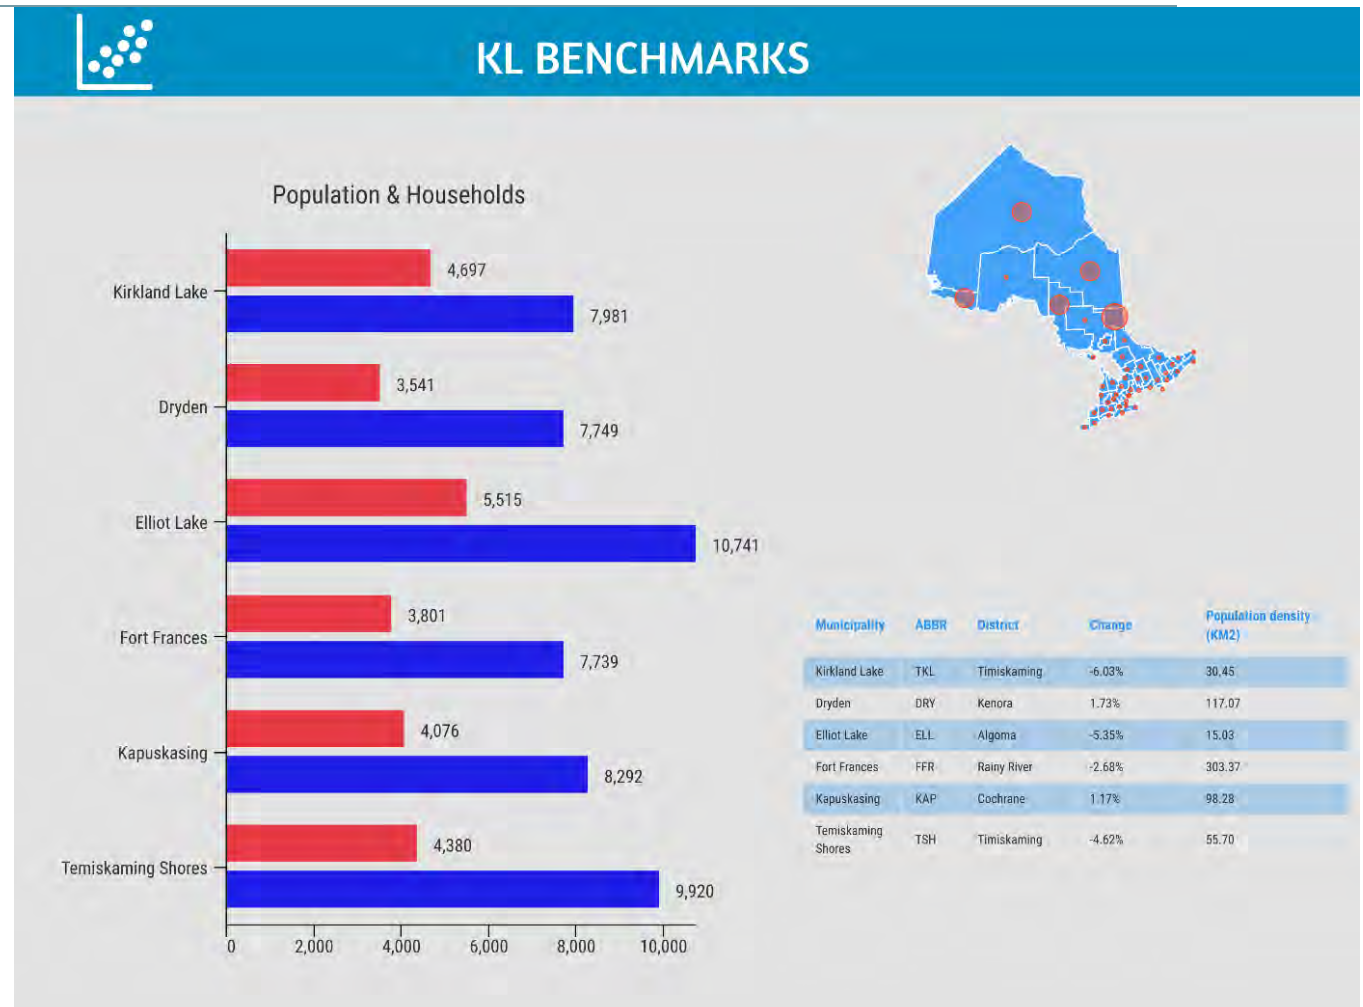 KL BENCHMARKS
Population & Households
Kirkland Lake
4,697
7,981
Dryden
3,541
7,749
Elliot Lake
5,515
10,741
Fort Frances
3,801
7,739
Kapuskasing
4,076
8,292
Temiskaming Shores
4,380
9,920
0 2,000 4,000 6,000 8,000 10,000
Municipality ABBR District Change Population density
(KM2)
Kirkland Lake TKL Timiskaming -6.03% 30.45
Dryden DRY Kenora 1.73% 117.07
Elliot Lake ELL Algoma -5.35% 15.03
Fort Frances FFR Rainy River -2.68% 303.37
Kapuskasing KAP Cochrane 1.17% 98.28
Temiskaming
Shores TSH Timiskaming -4.62% 55.70